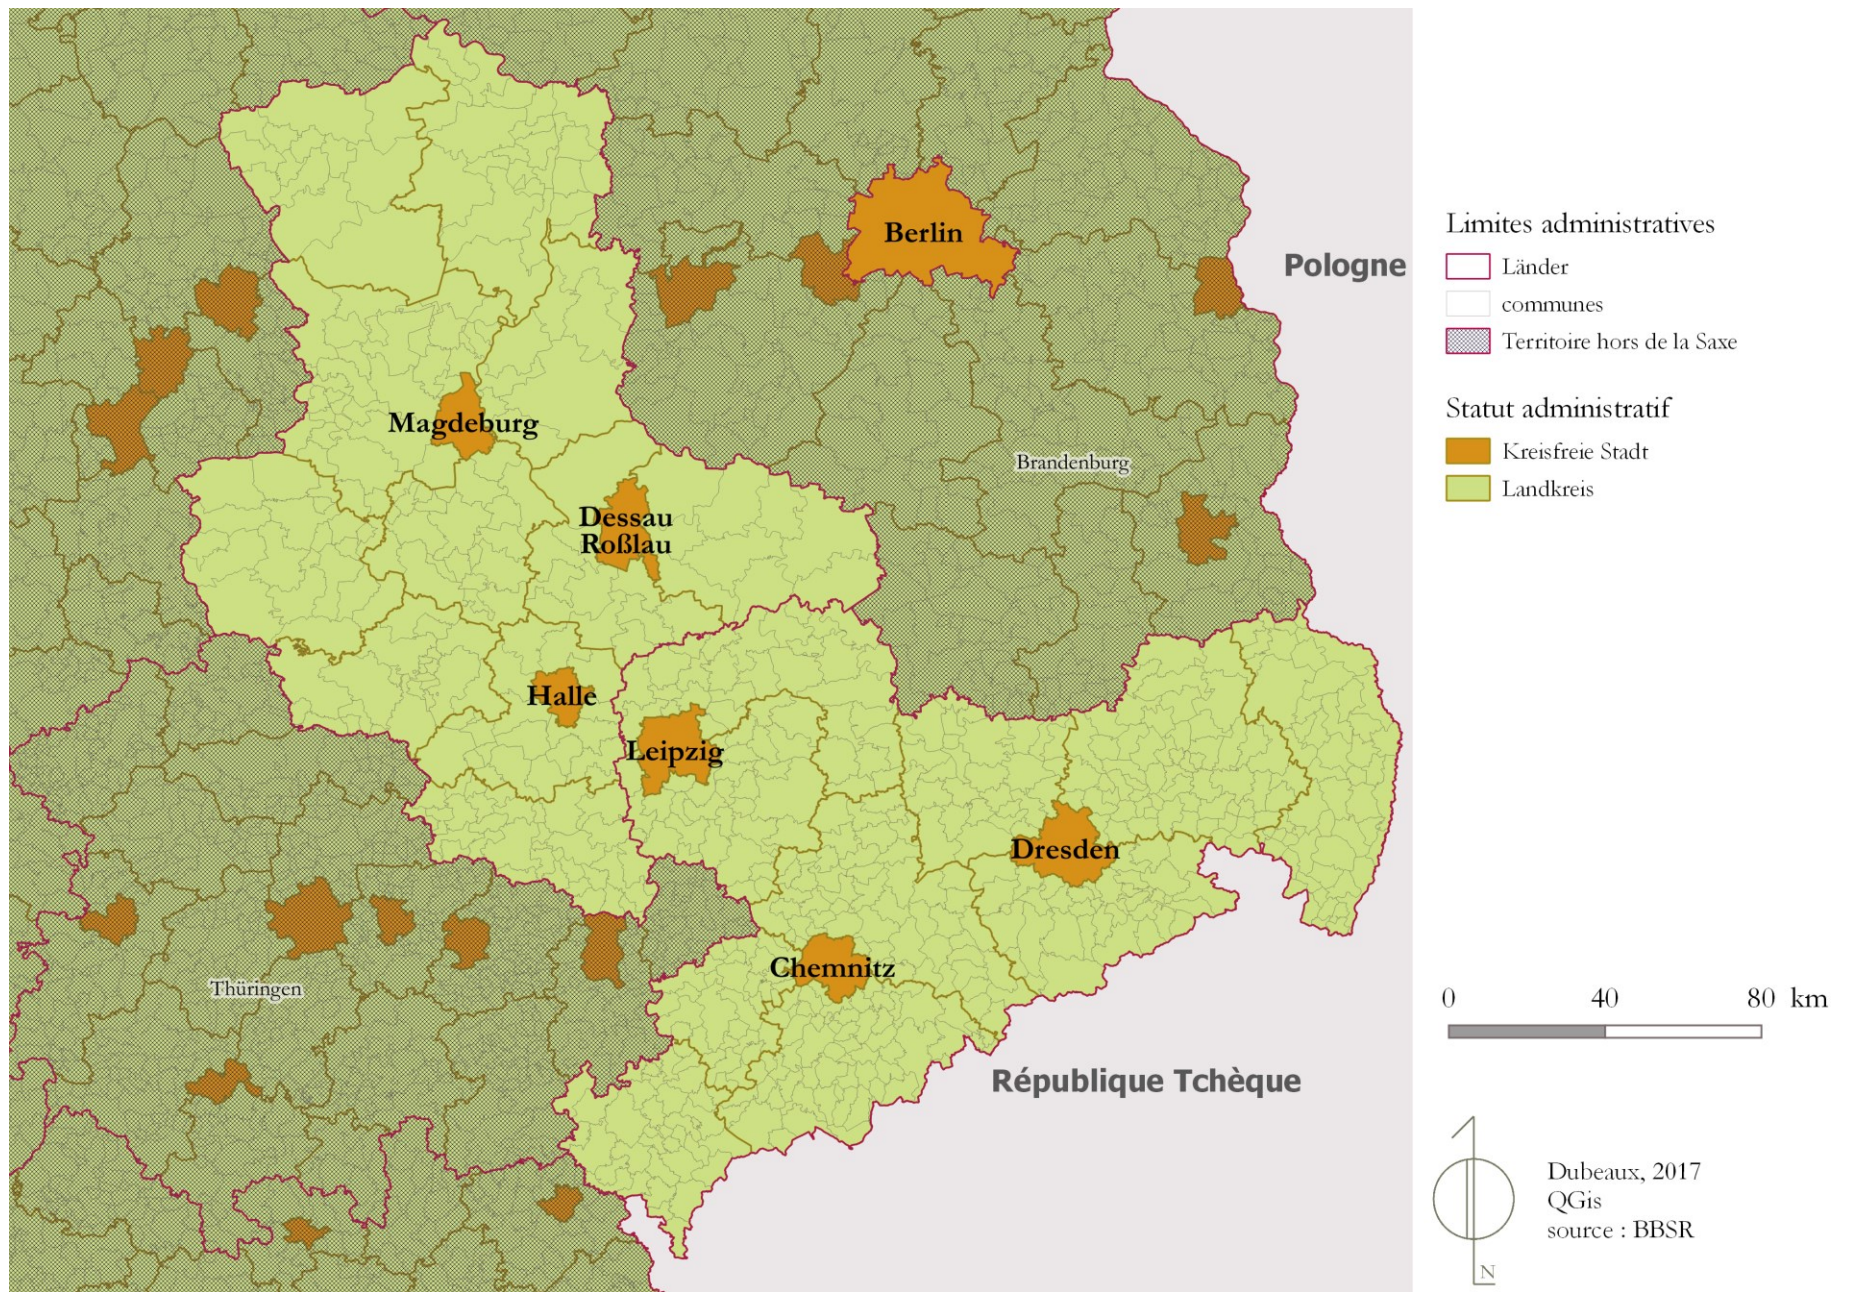 Berlin
Pologne
Magdeburg
Brandenburg
Dessau
Roßlau
Halle
Leipzig
Dresden
Chemnitz
Thüringen
République Tchèque
Limites administratives
Länder
communes
Territoire hors de la Saxe
Statut administratif
Kreisfreie Stadt
Landkreis
0 40 80 km
Dubeaux, 2017
QGis
source : BBSR
N